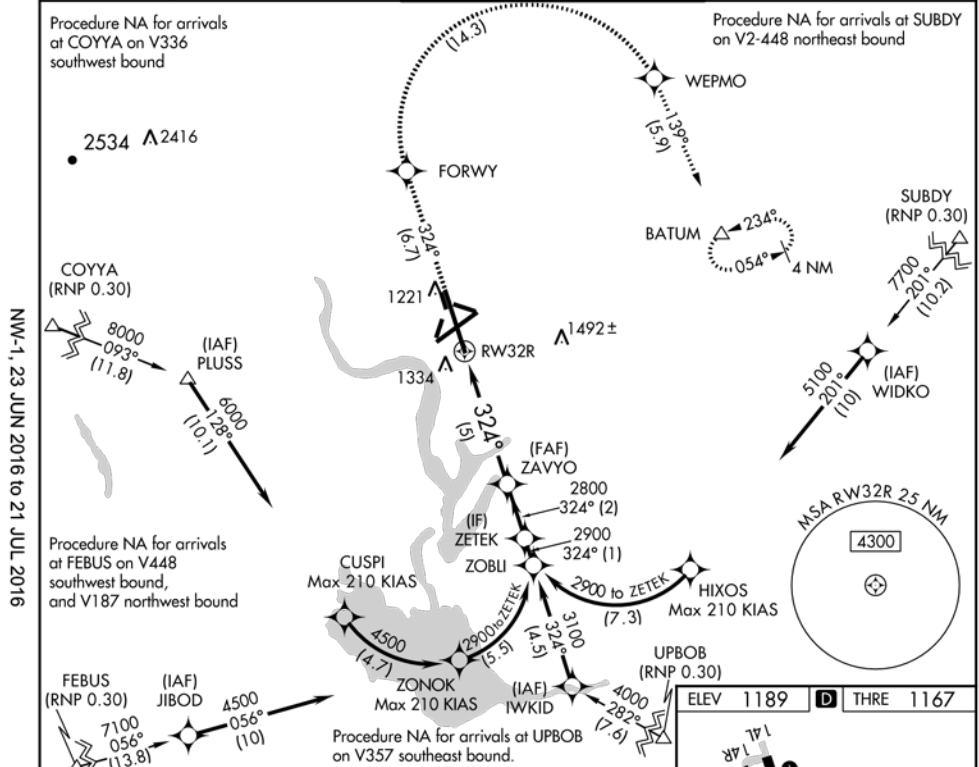 Procedure NA for arrivals
at COYYA on V336
southwest bound
Procedure NA for arrivals at SUBDY
on V2-448 northeast bound
(14.3)
WEPMO
139°
(5.9)
2534
2416
FORWY
324°
(6.7)
BATUM
234°
054°
4 NM
SUBDY
(RNP 0.30)
7700
201°
(10.2)
COYYA
(RNP 0.30)
8000
093°
(11.8)
(IAF)
PLUSS
6000
128°
(10.1)
1221
1492±
RW32R
1334
(IAF)
WIDKO
5100
201°
(10)
324°
(5)
(FAF)
ZAVYO
2800
324° (2)
(IF)
ZETEK
2900
324° (1)
ZOBLI
MSA RW32R 25 NM
4300
NW-1, 23 JUN 2016 to 21 JUL 2016
Procedure NA for arrivals
at FEBUS on V448
southwest bound,
and V187 northwest bound
CUSPI
Max 210 KIAS
4500
(4.7)
2900 to ZETEK
(5.5)
2900 to ZETEK
(7.3)
HIXOS
Max 210 KIAS
3100
324°
(4.5)
ZONOK
Max 210 KIAS
(IAF)
IWKID
UPBOB
(RNP 0.30)
4000
282°
(7.6)
FEBUS
(RNP 0.30)
7100
056°
(13.8)
(IAF)
JIBOD
4500
056°
(10)
Procedure NA for arrivals at UPBOB
on V357 southeast bound.
ELEV 1189 D THRE 1167
14L
14R